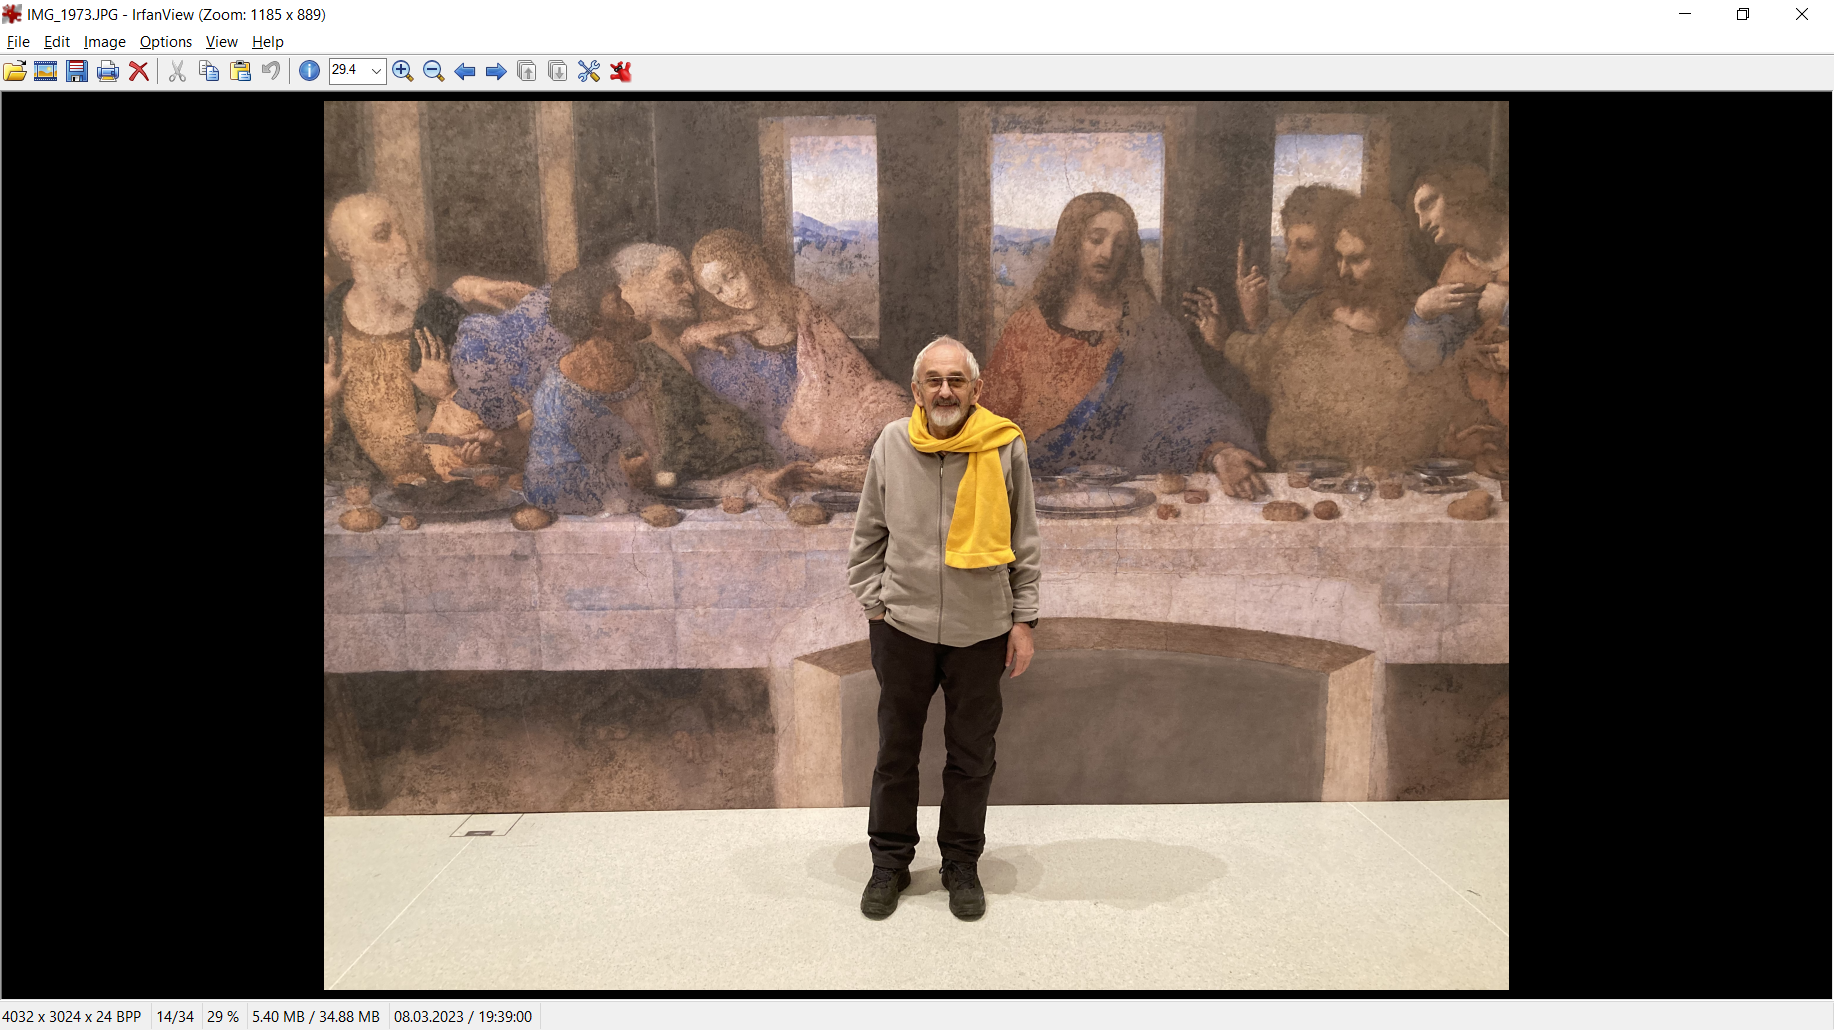 IMG_1973.JPG - IrfanView (Zoom: 1185 x 889)
File Edit Image Options View Help
29.4
4032 x 3024 x 24 BPP 14/34 29 % 5.40 MB / 34.88 MB 08.03.2023 / 19:39:00